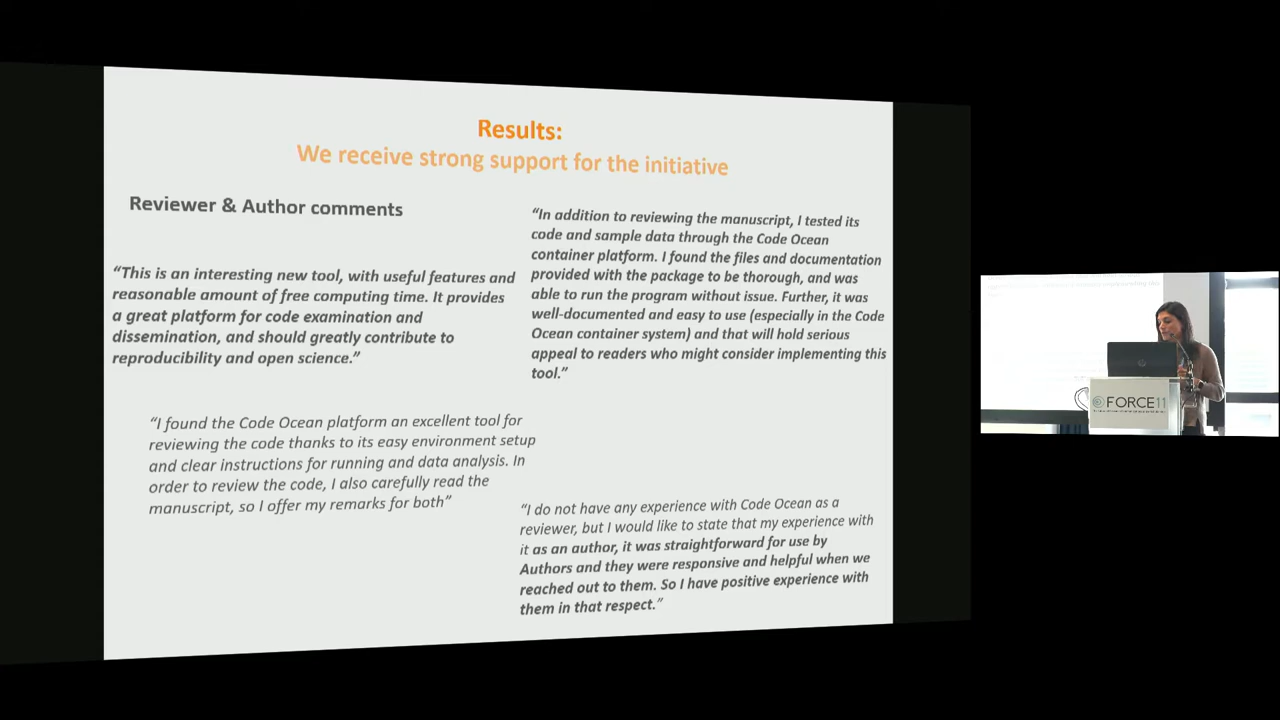 Results:
We receive strong support for the initiative
Reviewer & Author comments
“This is an interesting new tool, with useful features and
reasonable amount of free computing time. It provides
a great platform for code examination and
dissemination, and should greatly contribute to
reproducibility and open science.”
“I found the Code Ocean platform an excellent tool for
reviewing the code thanks to its easy environment setup
and clear instructions for running and data analysis. In
order to review the code, I also carefully read the
manuscript, so I offer my remarks for both”
“In addition to reviewing the manuscript, I tested its
code and sample data through the Code Ocean
container platform. I found the files and documentation
provided with the package to be thorough, and was
able to run the program without issue. Further, it was
well-documented and easy to use (especially in the Code
Ocean container system) and that will hold serious
appeal to readers who might consider implementing this
tool.”
“I do not have any experience with Code Ocean as a
reviewer, but I would like to state that my experience with
it as an author, it was straightforward for use by
Authors and they were responsive and helpful when we
reached out to them. So I have positive experience with
them in that respect.”
FORCE11